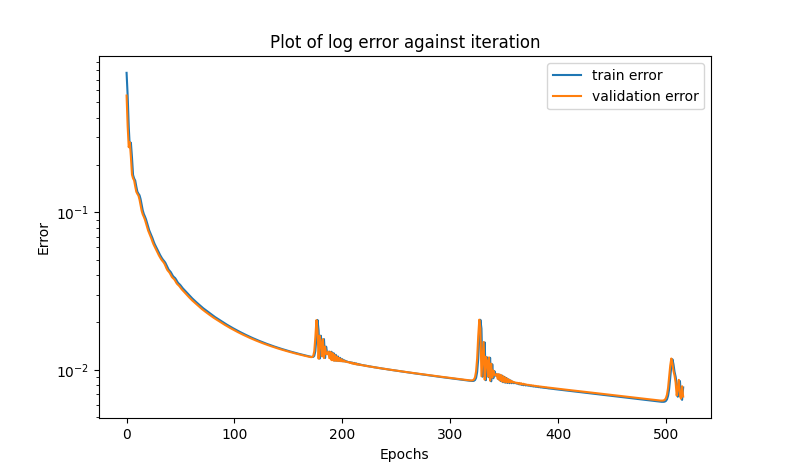 Plot of log error against iteration
train error
validation error
Error
10⁻¹
10⁻²
0 100 200 300 400 500
Epochs